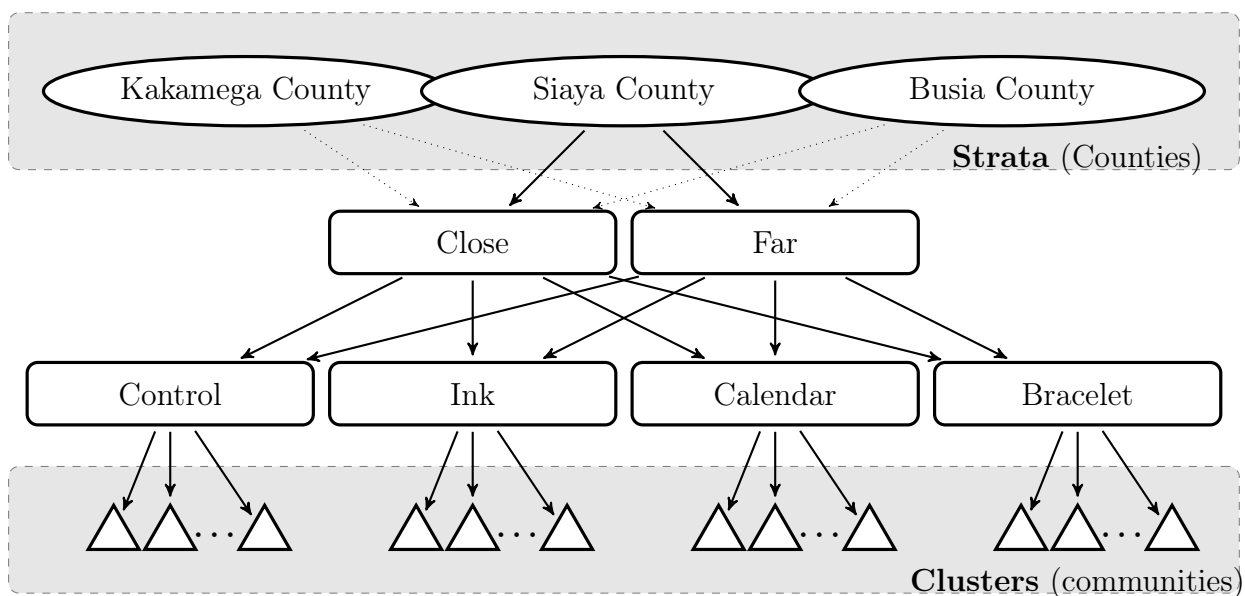 Kakamega County Siaya County Busia County
Strata (Counties)
Close Far
Control Ink Calendar Bracelet
... ... ... ...
Clusters (communities)